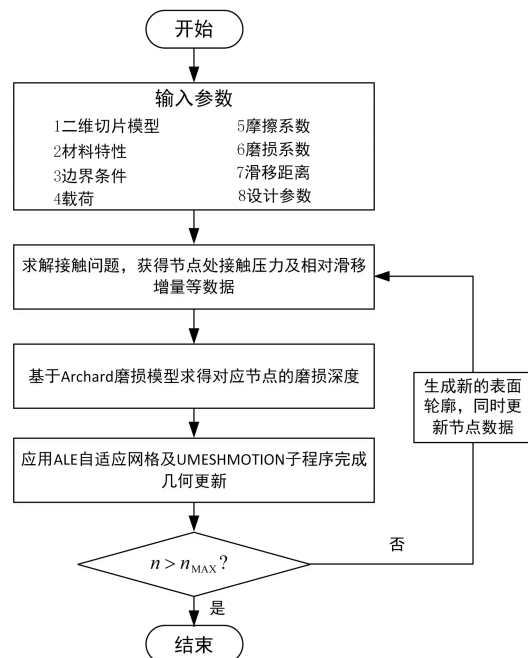 开始
输入参数
1二维切片模型
2材料特性
3边界条件
4载荷
5摩擦系数
6磨损系数
7滑移距离
8设计参数
求解接触问题，获得节点处接触压力及相对滑移
增量等数据
基于Archard磨损模型求得对应节点的磨损深度
生成新的表面
轮廓，同时更
新节点数据
应用ALE自适应网格及UMESHMOTION子程序完成
几何更新
n > n_MAX?
否
是
结束